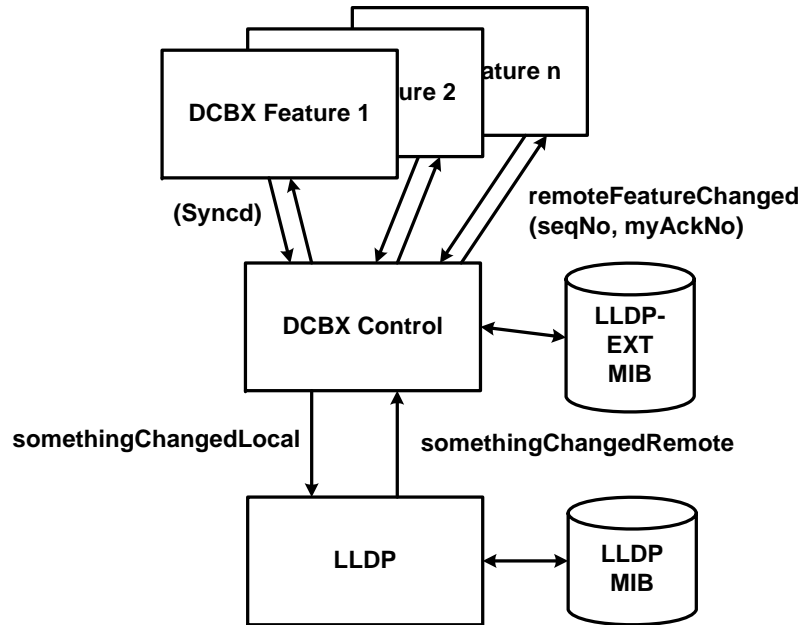 ature n
ure 2
DCBX Feature 1
remoteFeatureChanged
(seqNo, myAckNo)
(Syncd)
DCBX Control
LLDP-
EXT
MIB
somethingChangedLocal
somethingChangedRemote
LLDP
LLDP
MIB